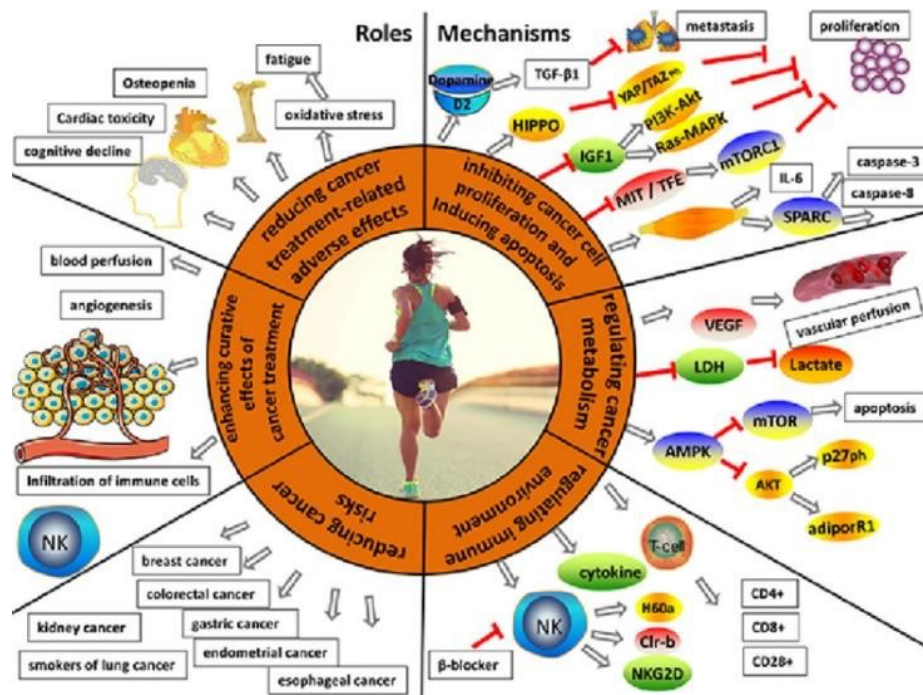 Roles
Mechanisms
fatigue
Osteopenia
Cardiac toxicity
cognitive decline
oxidative stress
reducing cancer
treatment-related
adverse effects
blood perfusion
angiogenesis
Infiltration of immune cells
NK
enhancing curative
effects of
cancer treatment
reducing cancer
risks
breast cancer
colorectal cancer
kidney cancer
gastric cancer
smokers of lung cancer
endometrial cancer
esophageal cancer
inhibiting cancer cell
proliferation and
Inducing apoptosis
Dopamine
D2
TGF-β1
metastasis
proliferation
HIPPO
YAP/TAZ
IGF1
PI3K-Akt
Ras-MAPK
MIT / TFE
mTORC1
IL-6
SPARC
caspase-3
caspase-8
regulating cancer
metabolism
VEGF
vascular perfusion
LDH
Lactate
AMPK
mTOR
apoptosis
AKT
p27ph
adiporR1
regulating immune
environment
T-cell
cytokine
NK
β-blocker
H60a
Clr-b
NKG2D
CD4+
CD8+
CD28+